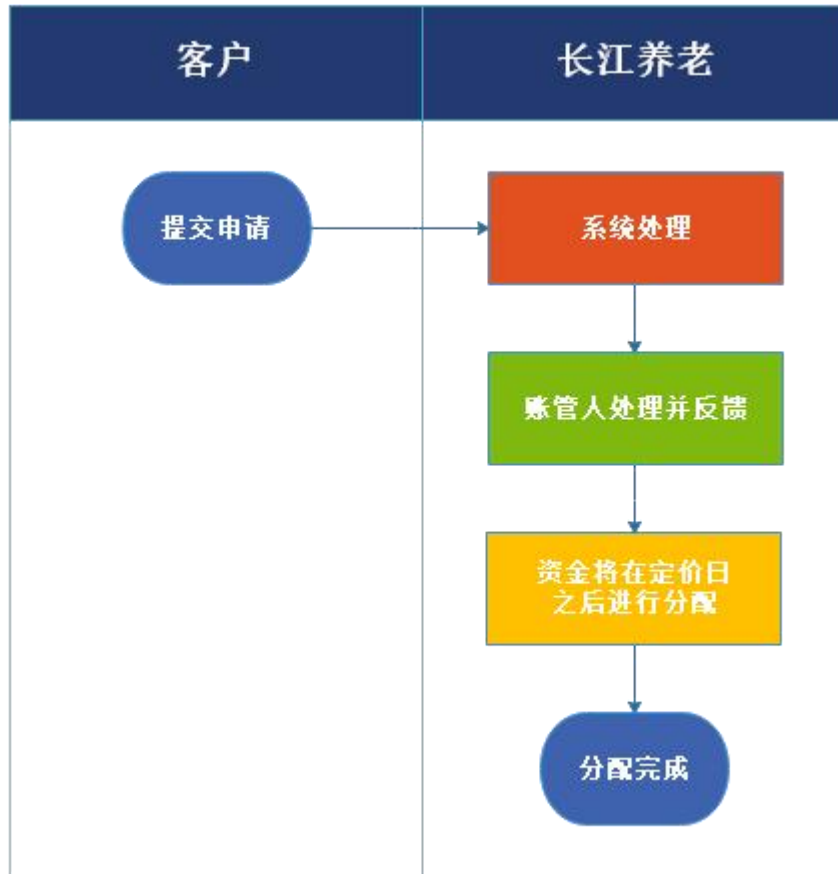 客户
长江养老
提交申请
系统处理
账管人处理并反馈
资金将在定价日
之后进行分配
分配完成